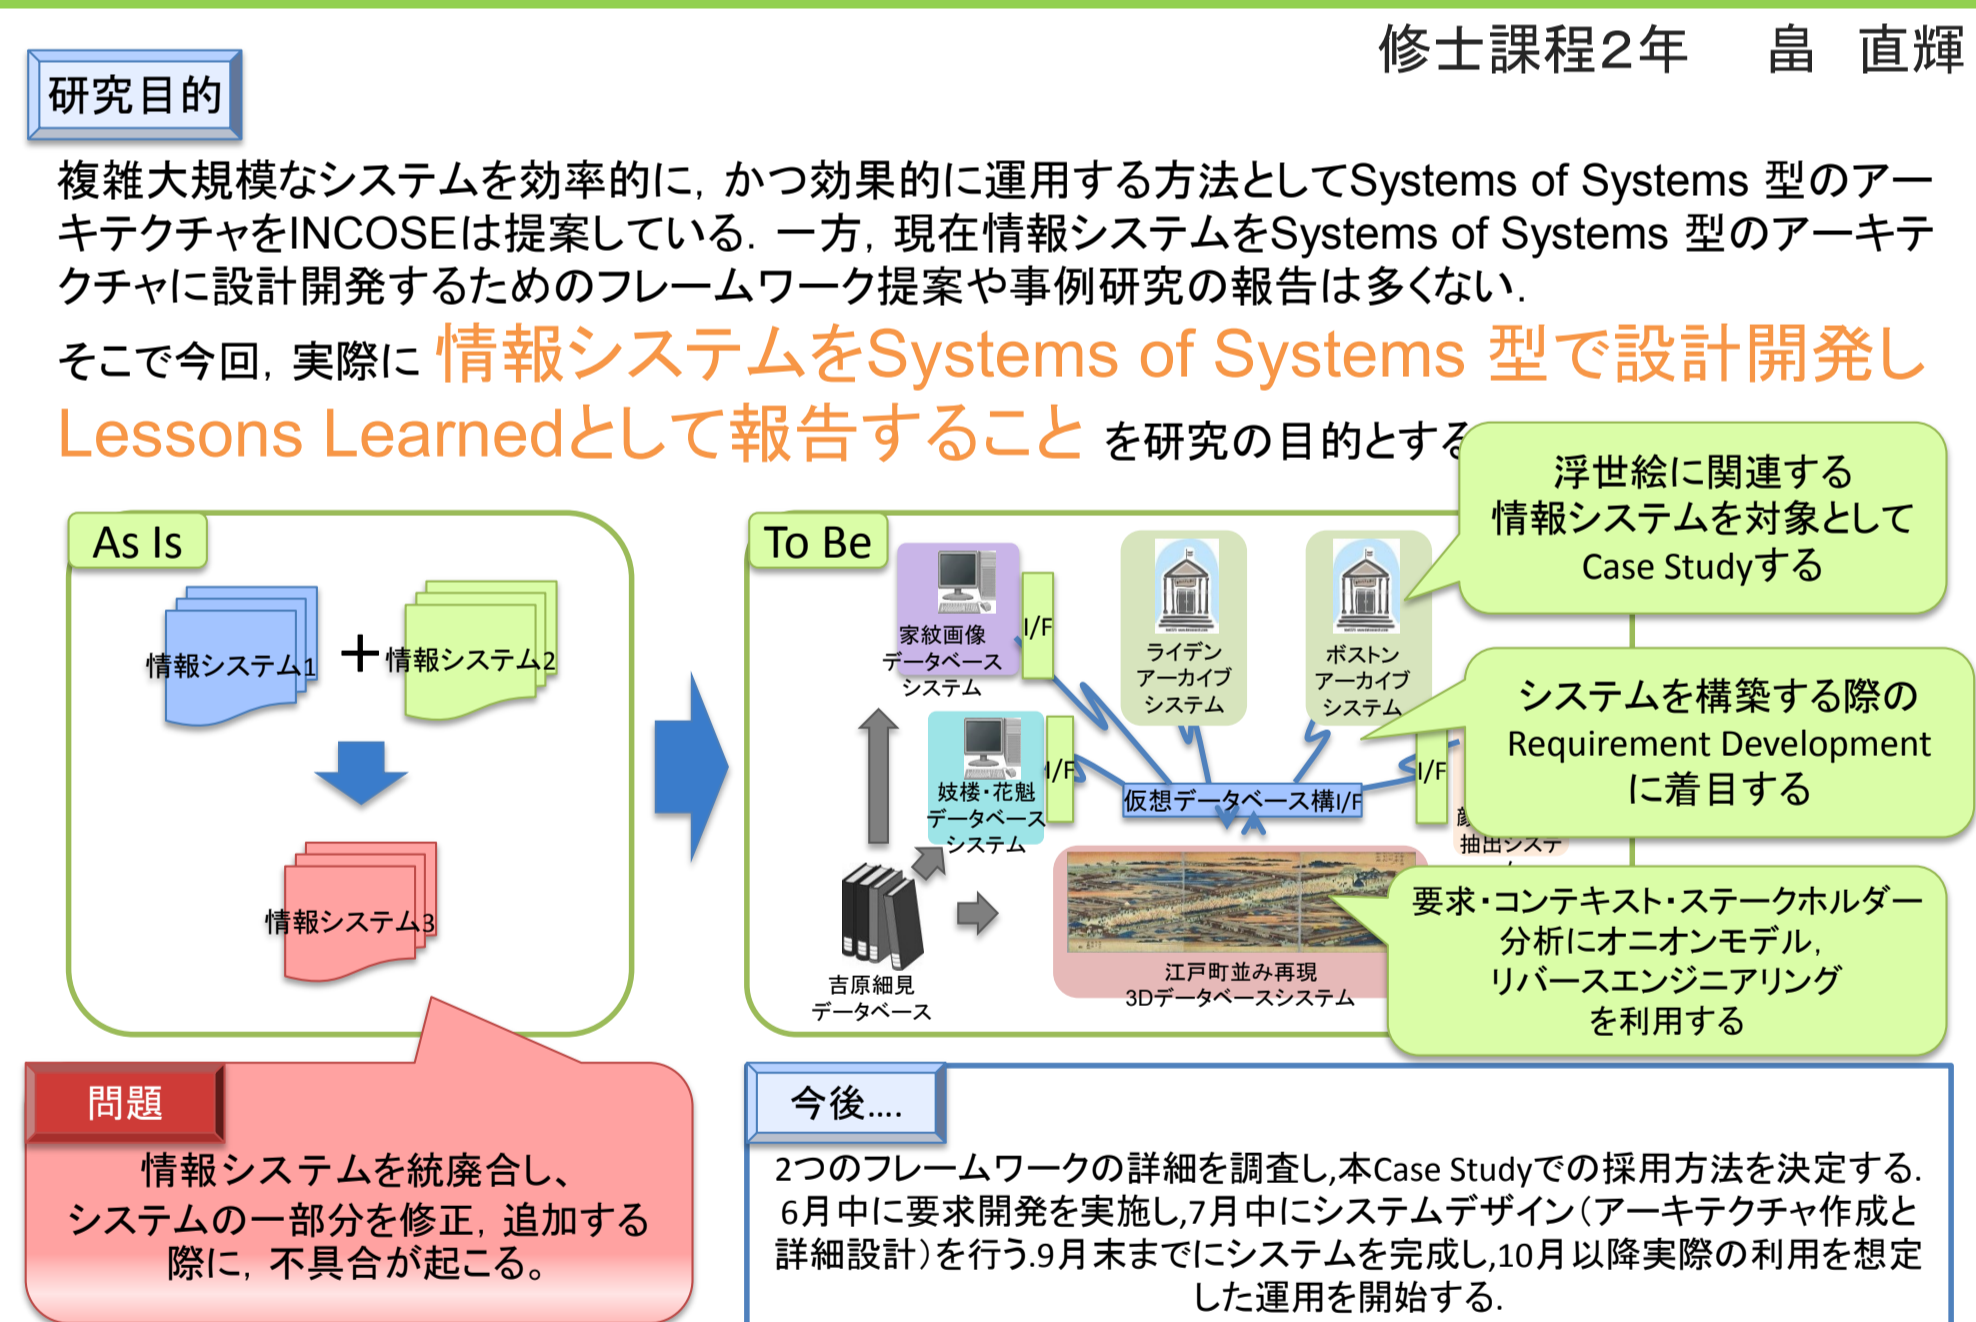 修士課程2年 畠 直輝
研究目的
複雑大規模なシステムを効率的に, かつ効果的に運用する方法としてSystems of Systems 型のアー
キテクチャをINCOSEは提案している. 一方, 現在情報システムをSystems of Systems 型のアーキテ
クチャに設計開発するためのフレームワーク提案や事例研究の報告は多くない.
そこで今回, 実際に 情報システムをSystems of Systems 型で設計開発し
Lessons Learnedとして報告すること を研究の目的とする
As Is
情報システム1
+
情報システム2
情報システム3
To Be
家紋画像
データベース
システム
I/F
ライデン
アーカイブ
システム
ボストン
アーカイブ
システム
妓楼・花魁
データベース
システム
I/F
仮想データベース構I/F
I/F
抽出システ
吉原細見
データベース
江戸町並み再現
3Dデータベースシステム
浮世絵に関連する
情報システムを対象として
Case Studyする
システムを構築する際の
Requirement Development
に着目する
要求・コンテキスト・ステークホルダー
分析にオニオンモデル,
リバースエンジニアリング
を利用する
問題
情報システムを統廃合し、
システムの一部分を修正, 追加する
際に, 不具合が起こる。
今後....
2つのフレームワークの詳細を調査し,本Case Studyでの採用方法を決定する.
6月中に要求開発を実施し,7月中にシステムデザイン（アーキテクチャ作成と
詳細設計）を行う.9月末までにシステムを完成し,10月以降実際の利用を想定
した運用を開始する.